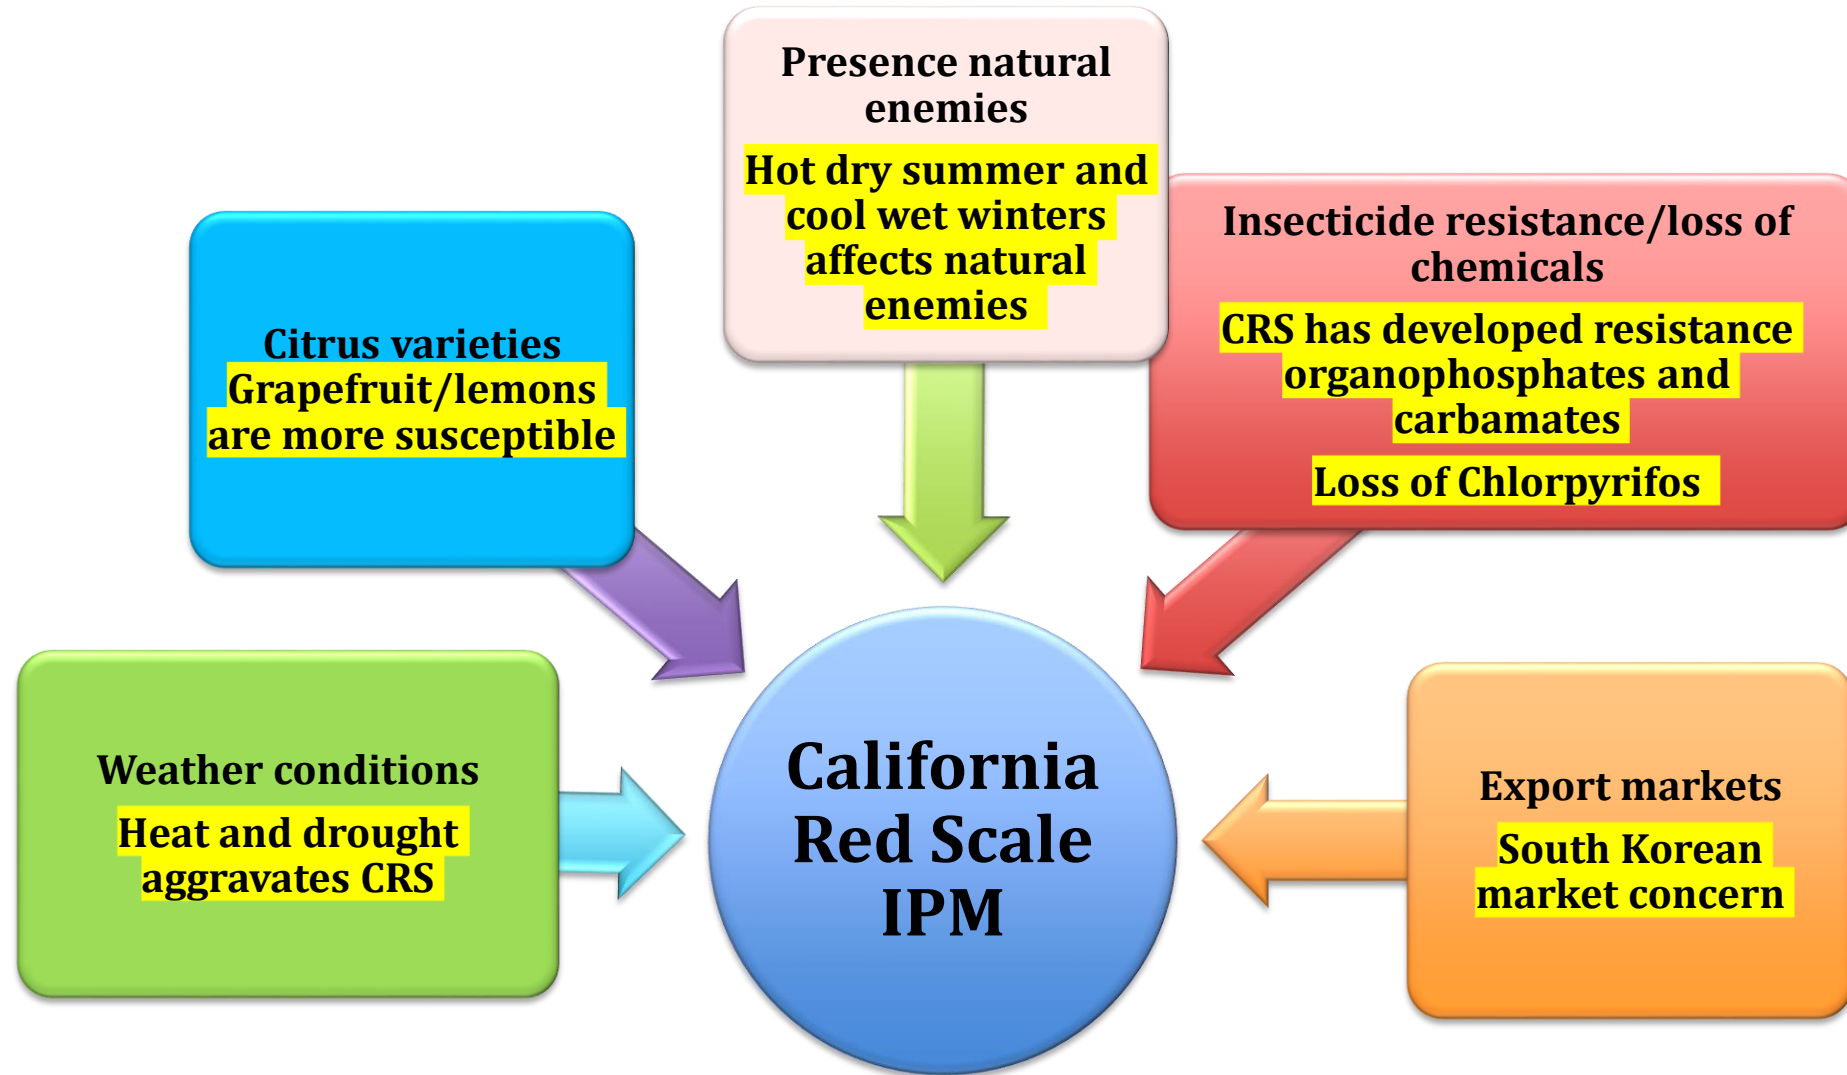 Presence natural
enemies
Hot dry summer and
cool wet winters
affects natural
enemies
Insecticide resistance/loss of
chemicals
CRS has developed resistance
organophosphates and
carbamates
Loss of Chlorpyrifos
Citrus varieties
Grapefruit/lemons
are more susceptible
Weather conditions
Heat and drought
aggravates CRS
California
Red Scale
IPM
Export markets
South Korean
market concern